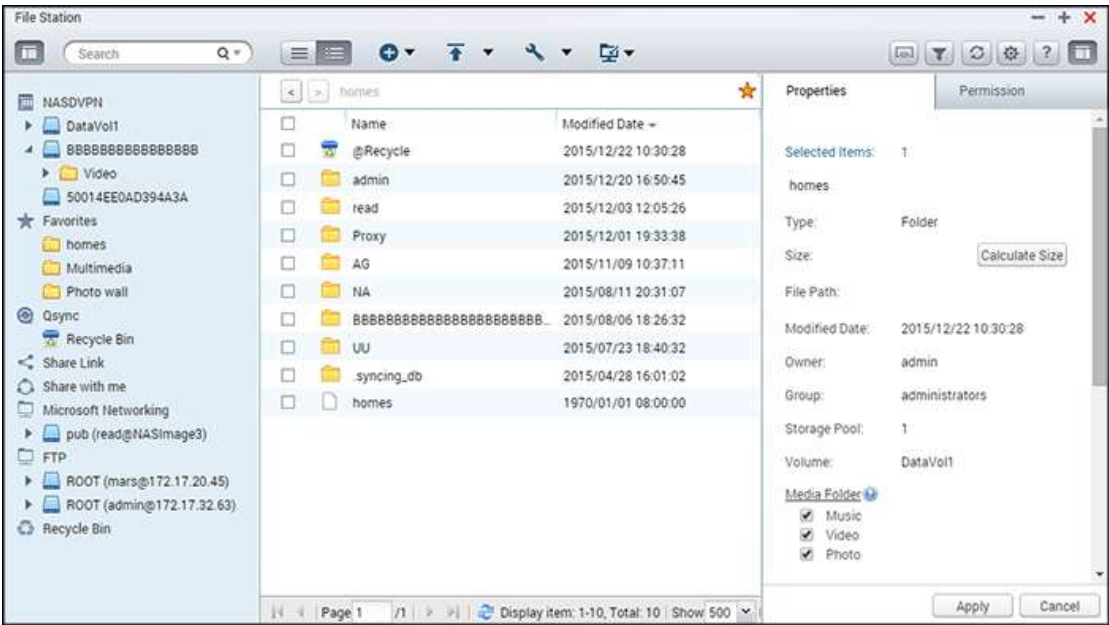 File Station
Search
homes
NASDVPN
DataVol1
BBBBBBBBBBBBBBBB
Video
50014EE0AD394A3A
Favorites
homes
Multimedia
Photo wall
Qsync
Recycle Bin
Share Link
Share with me
Microsoft Networking
pub (read@NASImage3)
FTP
ROOT (mars@172.17.20.45)
ROOT (admin@172.17.32.63)
Recycle Bin
Name Modified Date
@Recycle 2015/12/22 10:30:28
admin 2015/12/20 16:50:45
read 2015/12/03 12:05:26
Proxy 2015/12/01 19:33:38
AG 2015/11/09 10:37:11
NA 2015/08/11 20:31:07
BBBBBBBBBBBBBBBBBBBBBBBB... 2015/08/06 18:26:32
UU 2015/07/23 18:40:32
.syncing_db 2015/04/28 16:01:02
homes 1970/01/01 08:00:00
Page 1 /1 Display item: 1-10, Total: 10 Show 500
Properties Permission
Selected Items: 1
homes
Type: Folder
Size: Calculate Size
File Path:
Modified Date: 2015/12/22 10:30:28
Owner: admin
Group: administrators
Storage Pool: 1
Volume: DataVol1
Media Folder
Music
Video
Photo
Apply Cancel